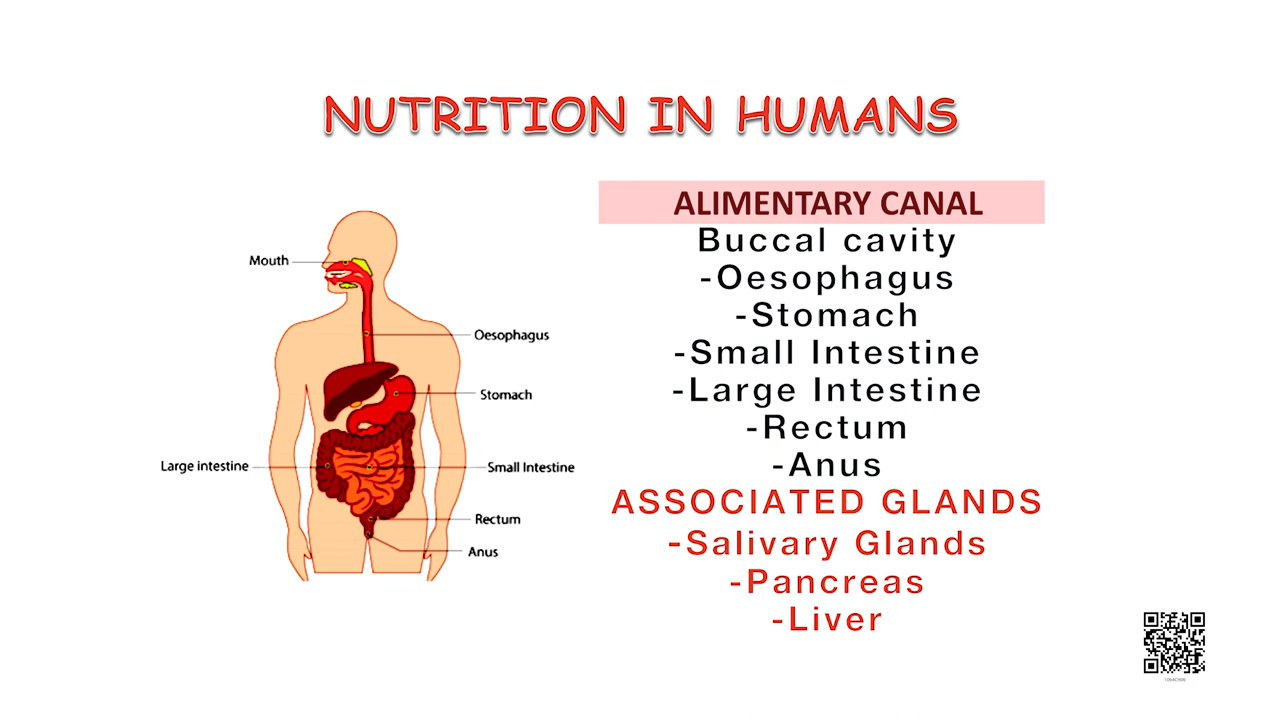 NUTRITION IN HUMANS
ALIMENTARY CANAL
Buccal cavity
-Oesophagus
-Stomach
-Small Intestine
-Large Intestine
-Rectum
-Anus
ASSOCIATED GLANDS
-Salivary Glands
-Pancreas
-Liver
Mouth
Oesophagus
Stomach
Large intestine
Small Intestine
Rectum
Anus